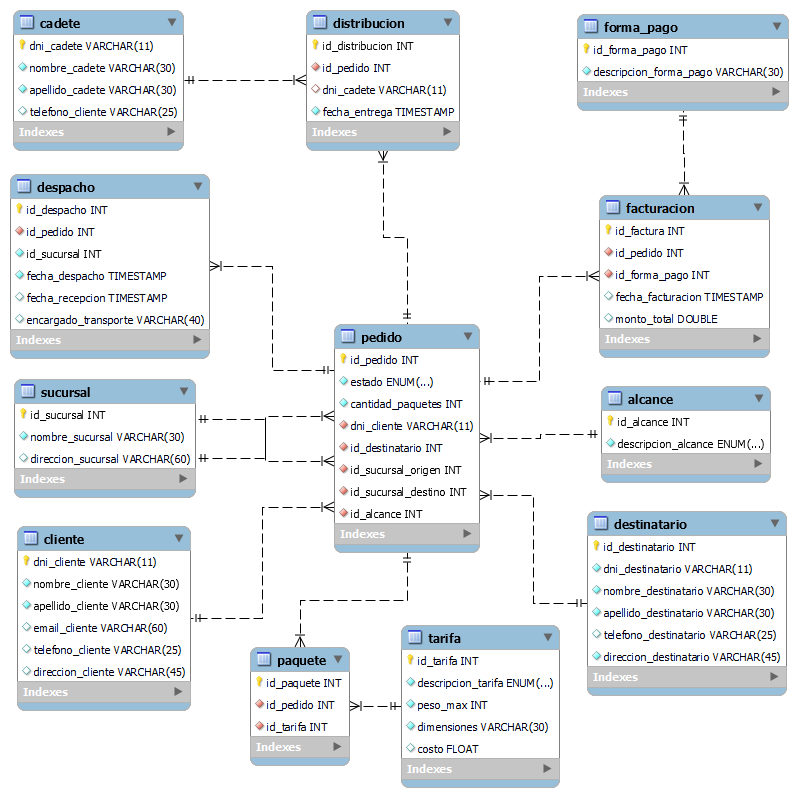 cadete
dni_cadete VARCHAR(11)
nombre_cadete VARCHAR(30)
apellido_cadete VARCHAR(30)
telefono_cliente VARCHAR(25)
Indexes
distribucion
id_distribucion INT
id_pedido INT
dni_cadete VARCHAR(11)
fecha_entrega TIMESTAMP
Indexes
forma_pago
id_forma_pago INT
descripcion_forma_pago VARCHAR(30)
Indexes
despacho
id_despacho INT
id_pedido INT
id_sucursal INT
fecha_despacho TIMESTAMP
fecha_recepcion TIMESTAMP
encargado_transporte VARCHAR(40)
Indexes
facturacion
id_factura INT
id_pedido INT
id_forma_pago INT
fecha_facturacion TIMESTAMP
monto_total DOUBLE
Indexes
pedido
id_pedido INT
estado ENUM(...)
cantidad_paquetes INT
dni_cliente VARCHAR(11)
id_destinatario INT
id_sucursal_origen INT
id_sucursal_destino INT
id_alcance INT
Indexes
sucursal
id_sucursal INT
nombre_sucursal VARCHAR(30)
direccion_sucursal VARCHAR(60)
Indexes
alcance
id_alcance INT
descripcion_alcance ENUM(...)
Indexes
cliente
dni_cliente VARCHAR(11)
nombre_cliente VARCHAR(30)
apellido_cliente VARCHAR(30)
email_cliente VARCHAR(60)
telefono_cliente VARCHAR(25)
direccion_cliente VARCHAR(45)
Indexes
destinatario
id_destinatario INT
dni_destinatario VARCHAR(11)
nombre_destinatario VARCHAR(30)
apellido_destinatario VARCHAR(30)
telefono_destinatario VARCHAR(25)
direccion_destinatario VARCHAR(45)
Indexes
paquete
id_paquete INT
id_pedido INT
id_tarifa INT
Indexes
tarifa
id_tarifa INT
descripcion_tarifa ENUM(...)
peso_max INT
dimensiones VARCHAR(30)
costo FLOAT
Indexes